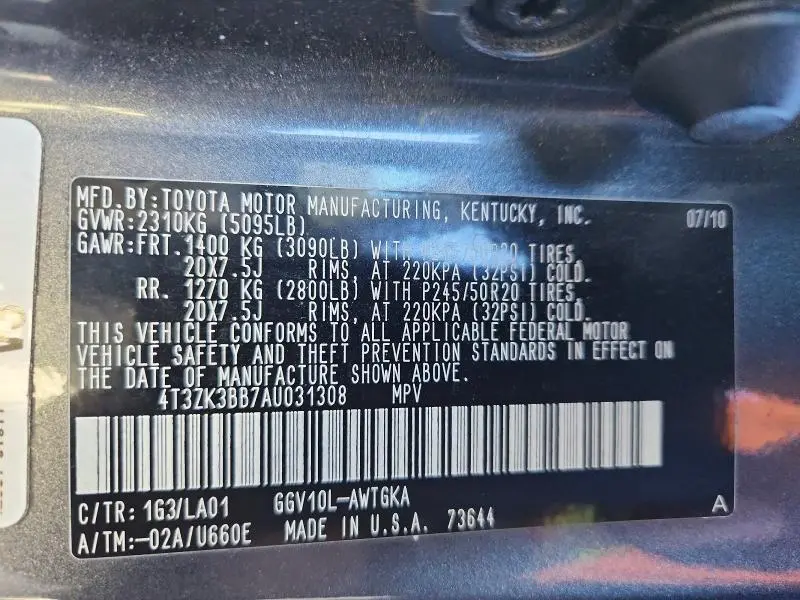 MFD.BY:TOYOTA MOTOR MANUFACTURING, KENTUCKY, INC. 07/10
GVWR:2310KG (5095LB)
GAWR:FRT.1400 KG (3090LB) WITH P245/50R20 TIRES,
20X7.5J RIMS, AT 220KPA (32PSI) COLD.
RR. 1270 KG (2800LB) WITH P245/50R20 TIRES,
20X7.5J RIMS, AT 220KPA (32PSI) COLD.
THIS VEHICLE CONFORMS TO ALL APPLICABLE FEDERAL MOTOR
VEHICLE SAFETY AND THEFT PREVENTION STANDARDS IN EFFECT ON
THE DATE OF MANUFACTURE SHOWN ABOVE.
4T3ZK3BB7AU031308 MPV
C/TR: 1G3/LA01 GGV10L-AWTGKA
A/TM:-02A/U660E MADE IN U.S.A. 73644 A